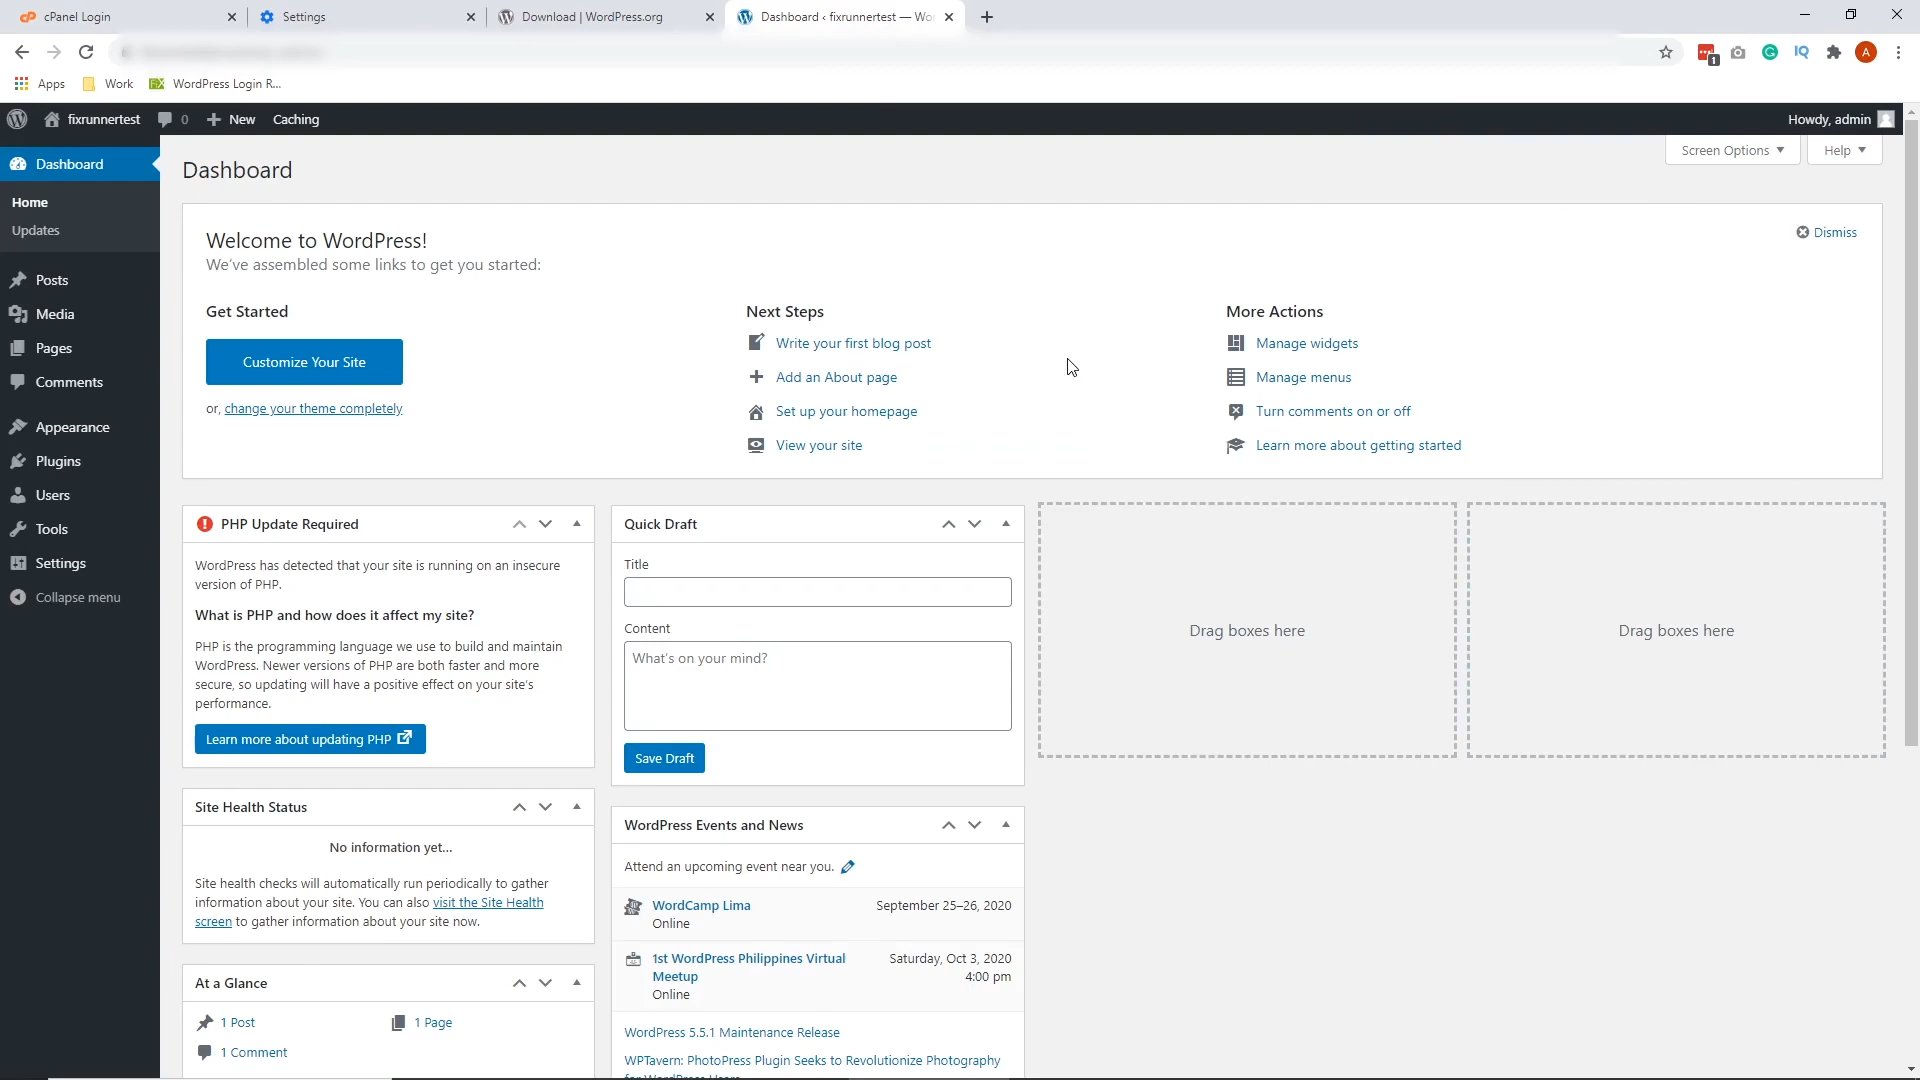 cPanel Login
Settings
Download | WordPress.org
Dashboard ‹ fixrunnertest — Wor
Apps
Work
WordPress Login R...
1
A
fixrunnertest
0
New
Caching
Howdy, admin
Dashboard
Home
Updates
Posts
Media
Pages
Comments
Appearance
Plugins
Users
Tools
Settings
Collapse menu
Dashboard
Screen Options
Help
Welcome to WordPress!
We've assembled some links to get you started:
Dismiss
Get Started
Customize Your Site
or, change your theme completely
Next Steps
Write your first blog post
Add an About page
Set up your homepage
View your site
More Actions
Manage widgets
Manage menus
Turn comments on or off
Learn more about getting started
PHP Update Required
WordPress has detected that your site is running on an insecure
version of PHP.
What is PHP and how does it affect my site?
PHP is the programming language we use to build and maintain
WordPress. Newer versions of PHP are both faster and more
secure, so updating will have a positive effect on your site's
performance.
Learn more about updating PHP
Site Health Status
No information yet...
Site health checks will automatically run periodically to gather
information about your site. You can also visit the Site Health
screen to gather information about your site now.
At a Glance
1 Post
1 Page
1 Comment
Quick Draft
Title
Content
What's on your mind?
Save Draft
WordPress Events and News
Attend an upcoming event near you.
WordCamp Lima
September 25–26, 2020
Online
1st WordPress Philippines Virtual
Saturday, Oct 3, 2020
Meetup
4:00 pm
Online
WordPress 5.5.1 Maintenance Release
WPTavern: PhotoPress Plugin Seeks to Revolutionize Photography
for WordPress Users
Drag boxes here
Drag boxes here